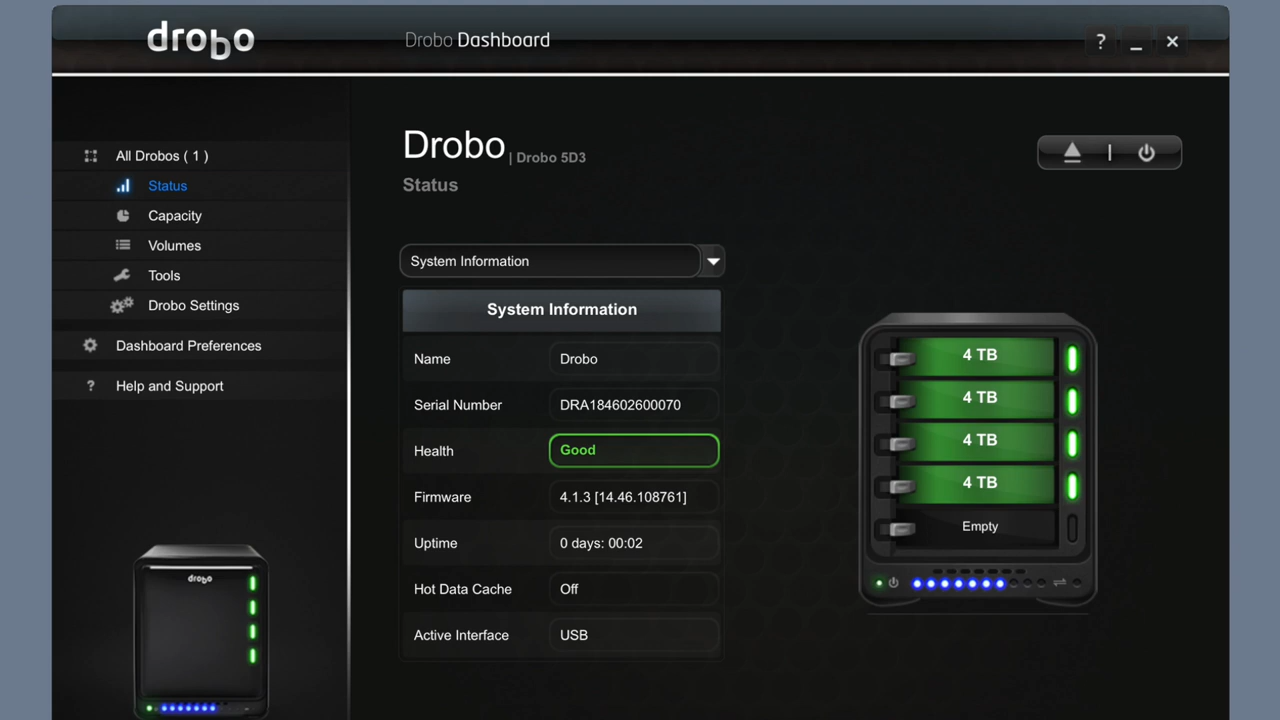 drobo
Drobo Dashboard
?
All Drobos ( 1 )
Status
Capacity
Volumes
Tools
Drobo Settings
Dashboard Preferences
? Help and Support
drobo
Drobo | Drobo 5D3
Status
System Information
System Information
Name Drobo
Serial Number DRA184602600070
Health Good
Firmware 4.1.3 [14.46.108761]
Uptime 0 days: 00:02
Hot Data Cache Off
Active Interface USB
4 TB
4 TB
4 TB
4 TB
Empty